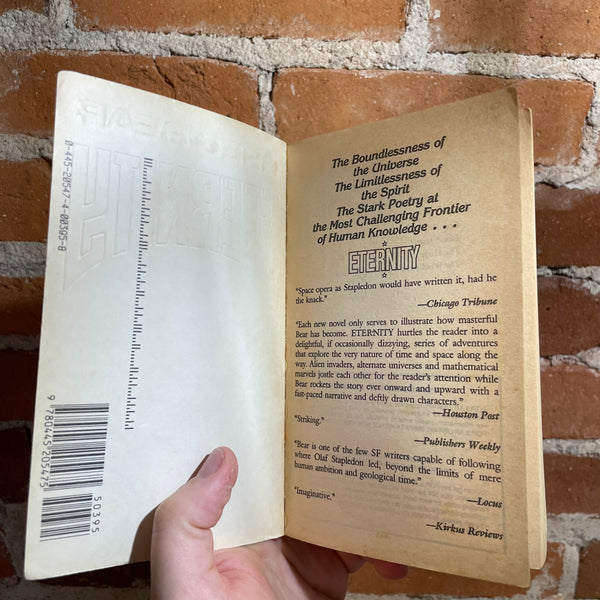 0-445-20547-4-00395-8
9 780445 205475
50395
The Boundlessness of
the Universe
The Limitlessness of
the Spirit
The Stark Poetry at
the Most Challenging Frontier
of Human Knowledge . . .
ETERNITY
"Space opera as Stapledon would have written it, had he
the knack."
—Chicago Tribune
"Each new novel only serves to illustrate how masterful
Bear has become. ETERNITY hurtles the reader into a
delightful, if occasionally dizzying, series of adventures
that explore the very nature of time and space along the
way. Alien invaders, alternate universes and mathematical
marvels jostle each other for the reader's attention while
Bear rockets the story ever onward and upward with a
fast-paced narrative and deftly drawn characters."
—Houston Post
"Striking."
—Publishers Weekly
"Bear is one of the few SF writers capable of following
where Olaf Stapledon led, beyond the limits of mere
human ambition and geological time."
—Locus
"Imaginative."
—Kirkus Reviews